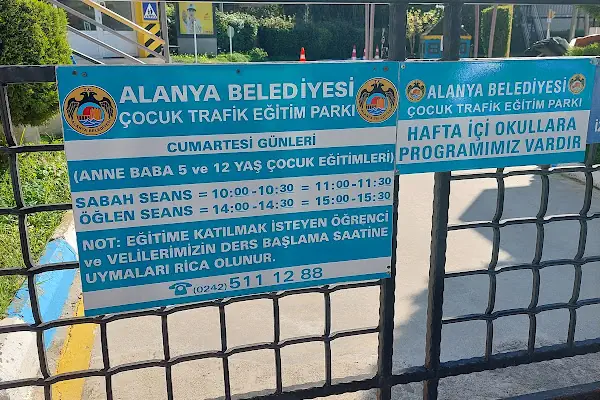 ALANYA BELEDİYESİ
ÇOCUK TRAFİK EĞİTİM PARKI
CUMARTESİ GÜNLERİ
(ANNE BABA 5 ve 12 YAŞ ÇOCUK EĞİTİMLERİ)
SABAH SEANS = 10:00-10:30 = 11:00-11:30
ÖĞLEN SEANS = 14:00-14:30 = 15:00-15:30
NOT: EĞİTİME KATILMAK İSTEYEN ÖĞRENCİ
ve VELİLERİMİZİN DERS BAŞLAMA SAATİNE
UYMALARI RİCA OLUNUR.
☎ (0242) 511 12 88
ALANYA BELEDİYESİ
ÇOCUK TRAFİK EĞİTİM PARKI
HAFTA İÇİ OKULLARA
PROGRAMIMIZ VARDIR